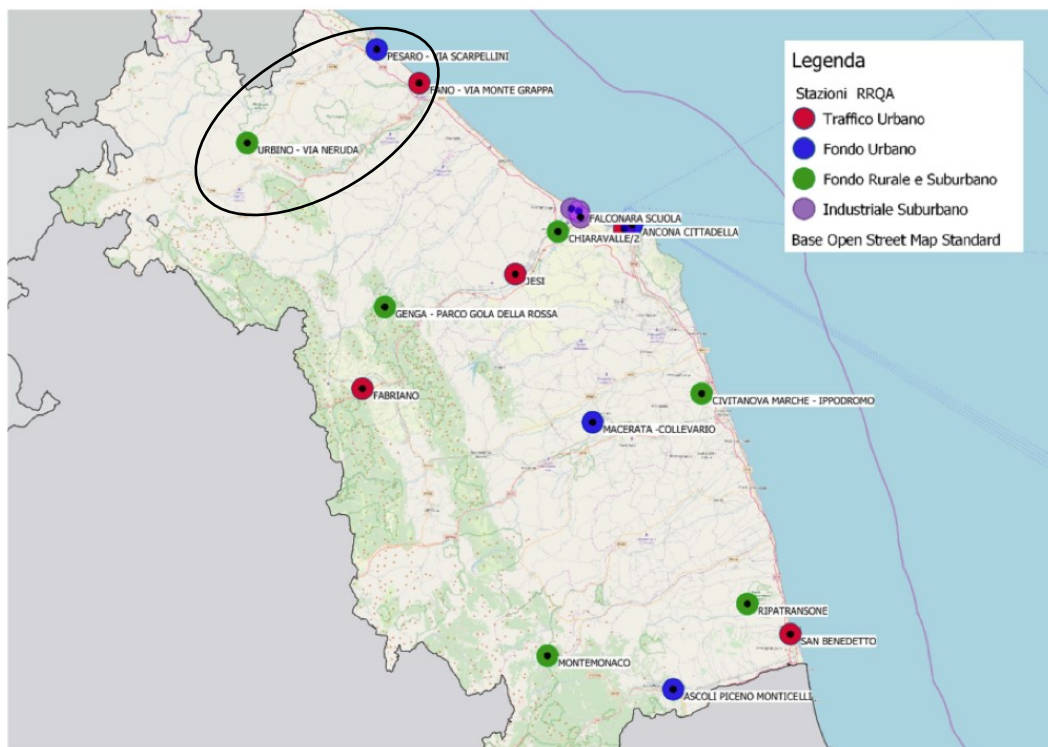 PESARO - VIA SCARPELLINI
FANO - VIA MONTE GRAPPA
URBINO - VIA NERUDA
FALCONARA SCUOLA
ANCONA CITTADELLA
CHIARAVALLE/2
JESI
GENGA - PARCO GOLA DELLA ROSSA
FABRIANO
CIVITANOVA MARCHE - IPPODROMO
MACERATA -COLLEVARIO
RIPATRANSONE
SAN BENEDETTO
MONTEMONACO
ASCOLI PICENO MONTICELLI
Legenda
Stazioni RRQA
Traffico Urbano
Fondo Urbano
Fondo Rurale e Suburbano
Industriale Suburbano
Base Open Street Map Standard